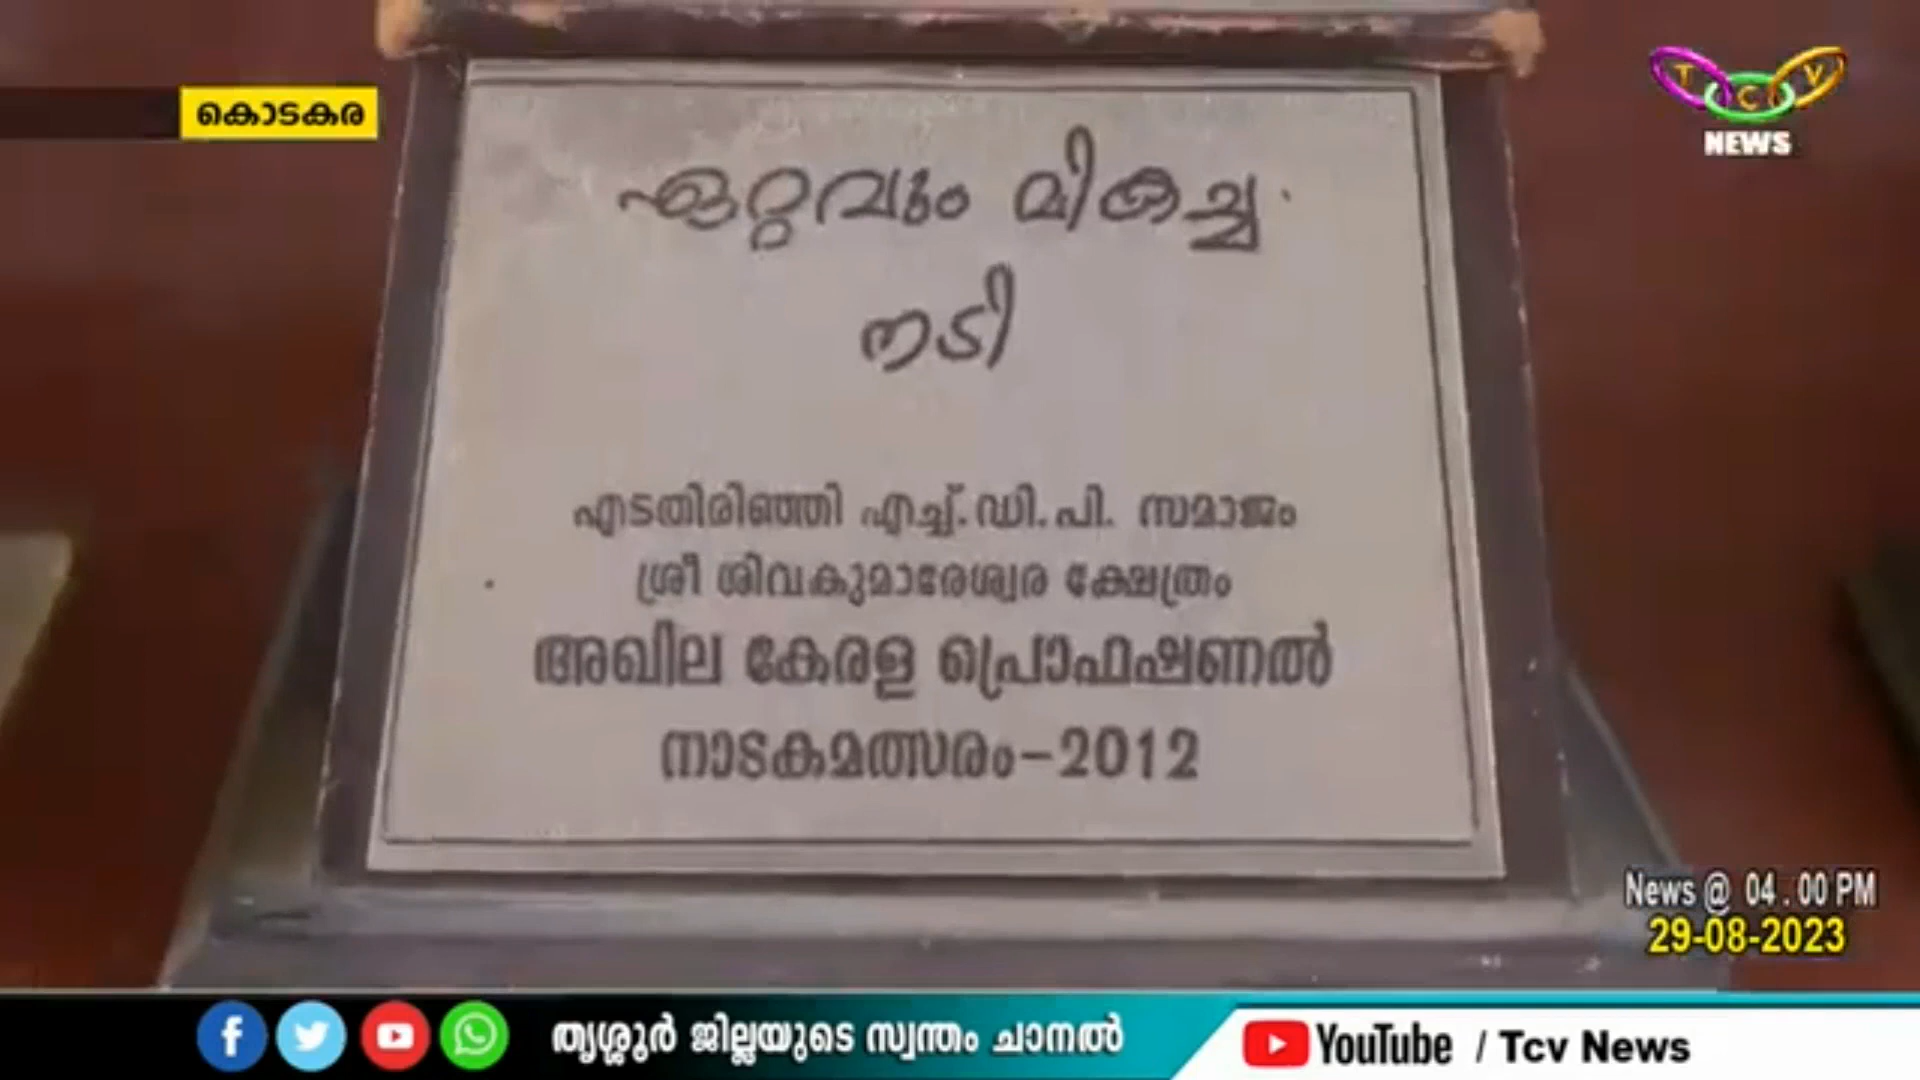 കൊടകര
T C V
NEWS
ഏറ്റവും മികച്ച
നടി
എടതിരിഞ്ഞി എച്ച്.ഡി.പി. സമാജം
ശ്രീ ശിവകുമാരേശ്വര ക്ഷേത്രം
അഖില കേരള പ്രൊഫഷണൽ
നാടകമത്സരം-2012
News @ 04 . 00 PM
29-08-2023
തൃശ്ശൂർ ജില്ലയുടെ സ്വന്തം ചാനൽ
YouTube / Tcv News